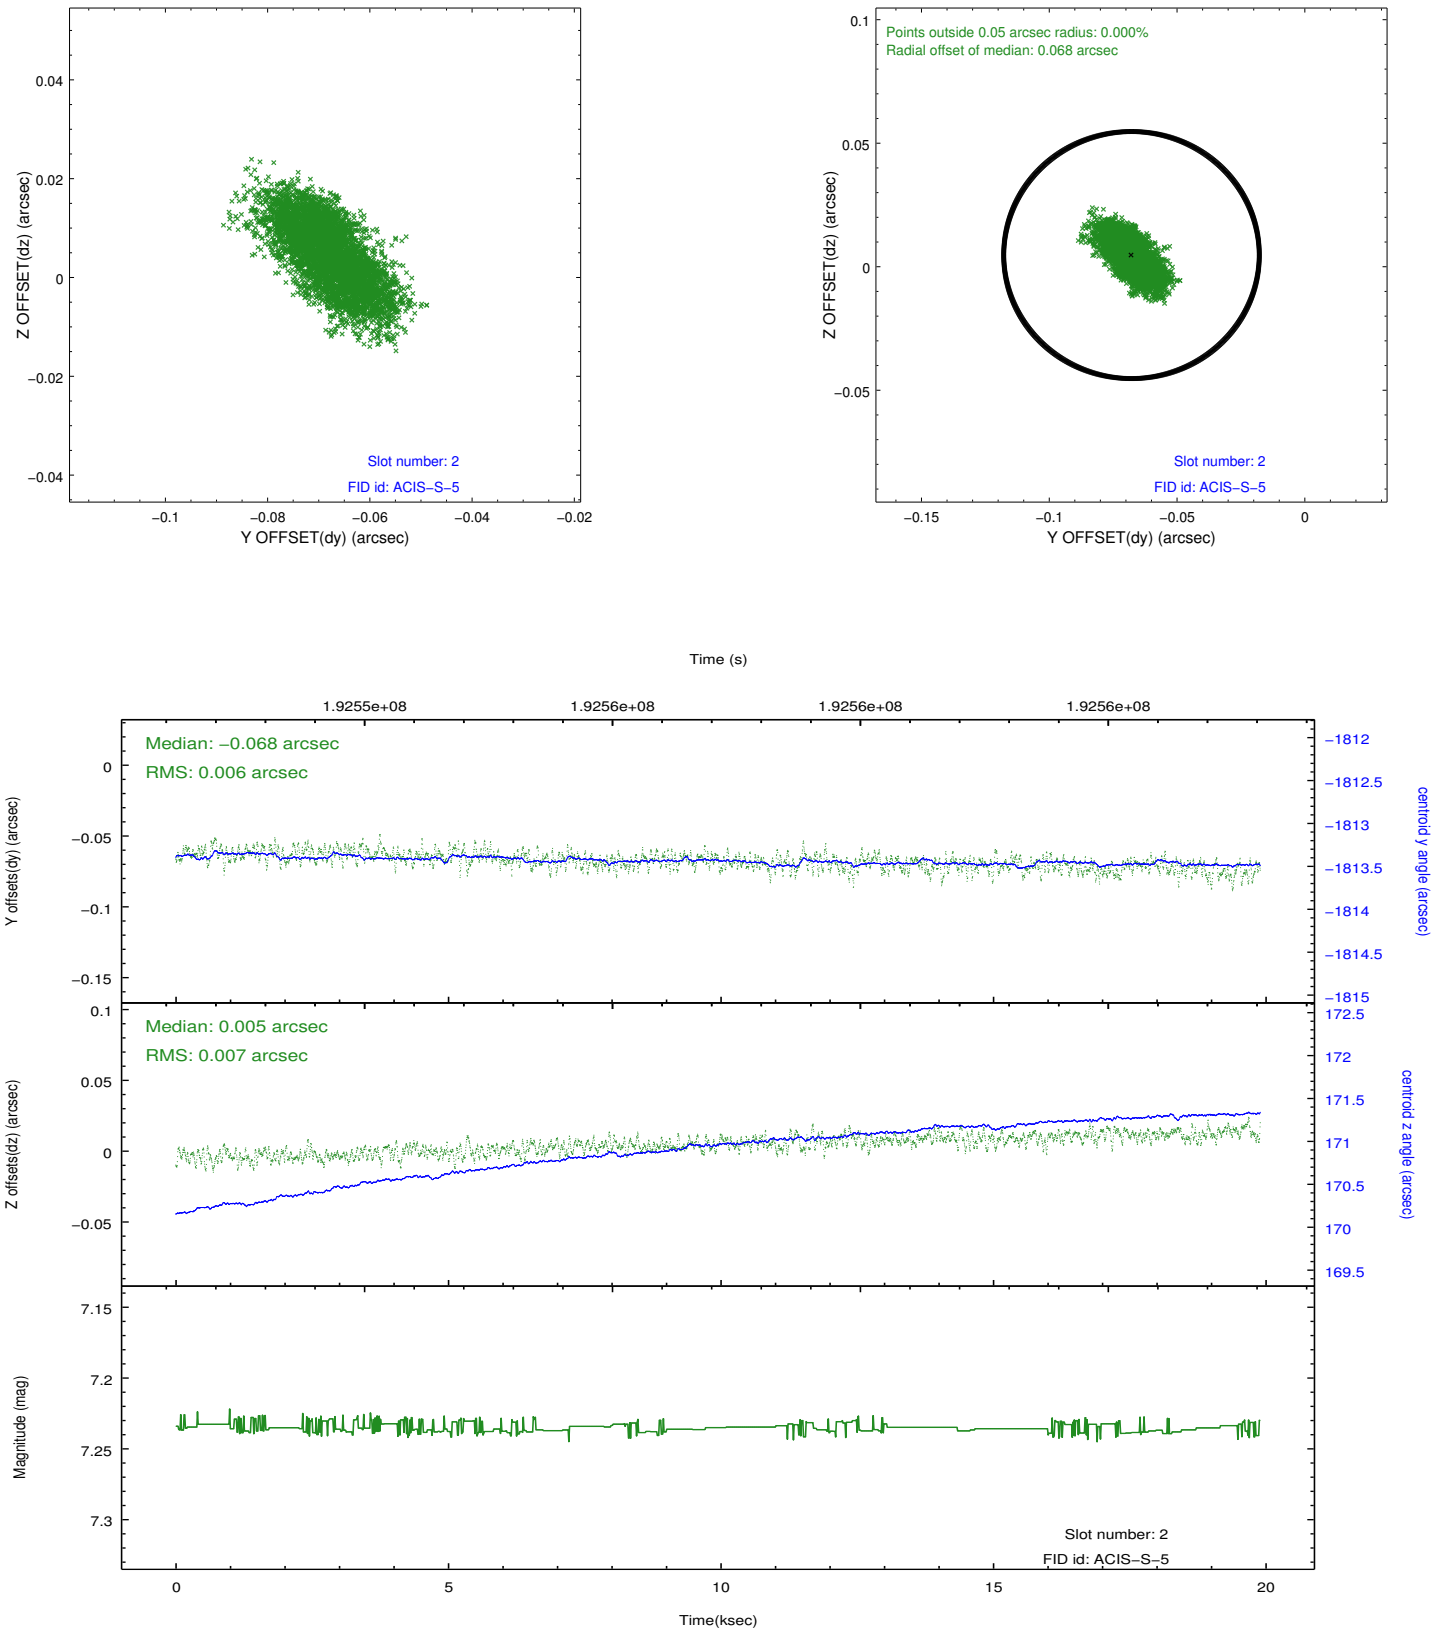 0.04
0.02
0
−0.02
−0.04
Z OFFSET(dz) (arcsec)
Slot number: 2
FID id: ACIS−S−5
−0.1 −0.08 −0.06 −0.04 −0.02
Y OFFSET(dy) (arcsec)
Points outside 0.05 arcsec radius: 0.000%
Radial offset of median: 0.068 arcsec
0.1
0.05
0
−0.05
Z OFFSET(dz) (arcsec)
Slot number: 2
FID id: ACIS−S−5
−0.15 −0.1 −0.05 0
Y OFFSET(dy) (arcsec)
Time (s)
1.9255e+08 1.9256e+08 1.9256e+08 1.9256e+08
Median: −0.068 arcsec
RMS: 0.006 arcsec
0
−0.05
−0.1
−0.15
Y offsets(dy) (arcsec)
−1812
−1812.5
−1813
−1813.5
−1814
−1814.5
−1815
centroid y angle (arcsec)
Median: 0.005 arcsec
RMS: 0.007 arcsec
0.1
0.05
0
−0.05
Z offsets(dz) (arcsec)
172.5
172
171.5
171
170.5
170
169.5
centroid z angle (arcsec)
7.15
7.2
7.25
7.3
Magnitude (mag)
Slot number: 2
FID id: ACIS−S−5
0 5 10 15 20
Time(ksec)